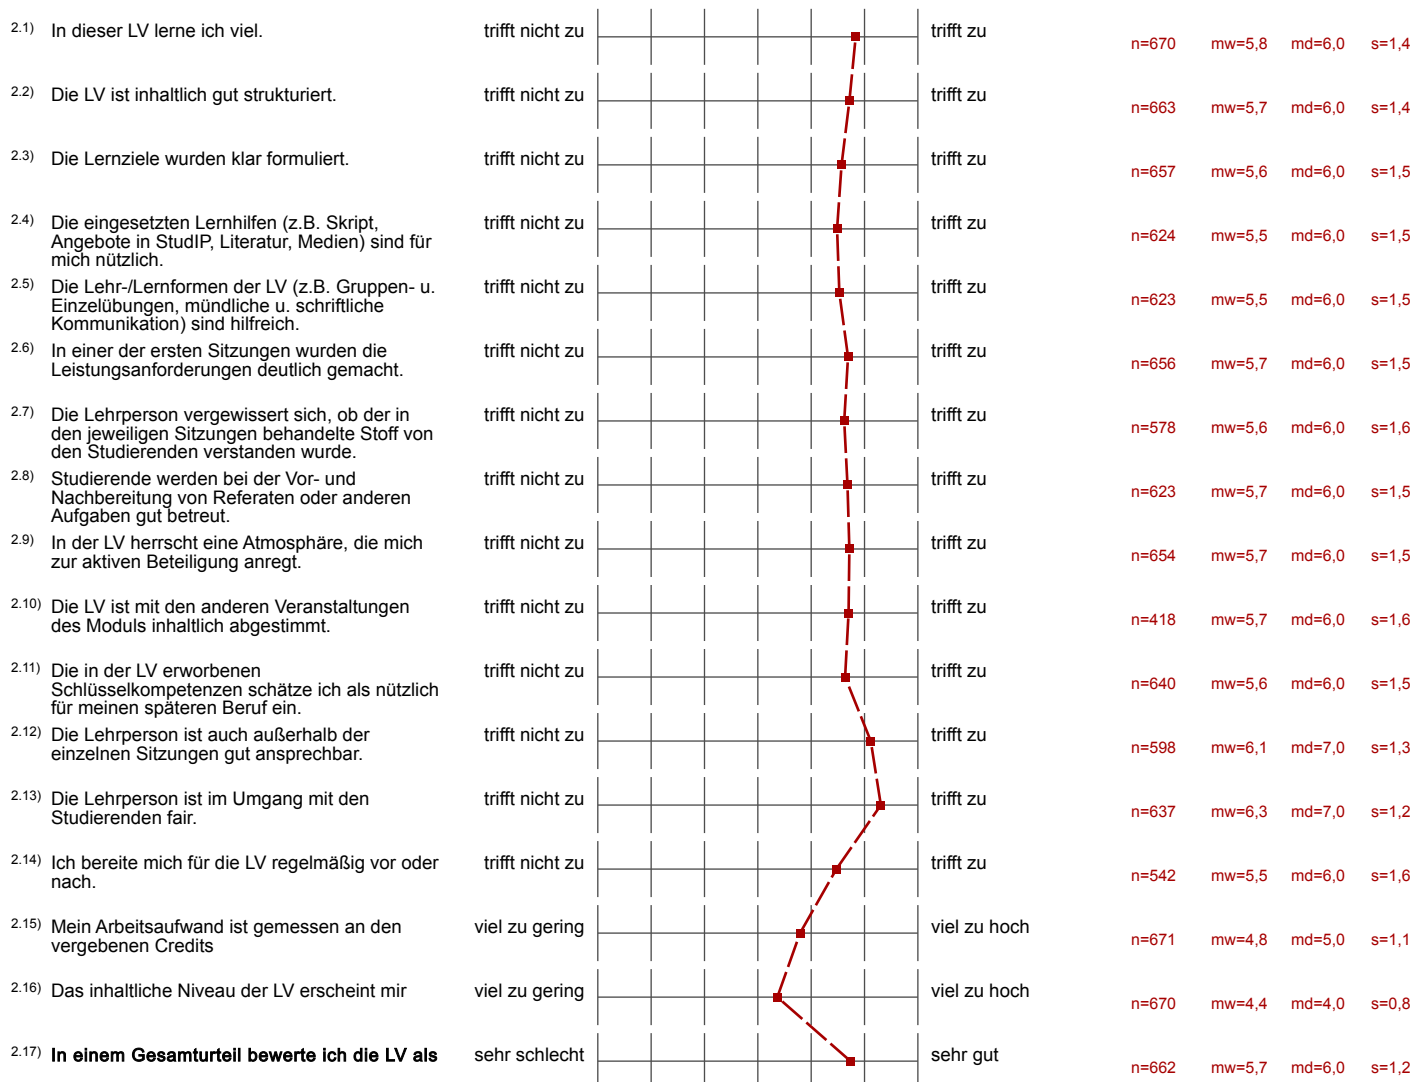 2.1) In dieser LV lerne ich viel. trifft nicht zu trifft zu n=670 mw=5,8 md=6,0 s=1,4
2.2) Die LV ist inhaltlich gut strukturiert. trifft nicht zu trifft zu n=663 mw=5,7 md=6,0 s=1,4
2.3) Die Lernziele wurden klar formuliert. trifft nicht zu trifft zu n=657 mw=5,6 md=6,0 s=1,5
2.4) Die eingesetzten Lernhilfen (z.B. Skript, trifft nicht zu trifft zu n=624 mw=5,5 md=6,0 s=1,5
Angebote in StudIP, Literatur, Medien) sind für
mich nützlich.
2.5) Die Lehr-/Lernformen der LV (z.B. Gruppen- u. trifft nicht zu trifft zu n=623 mw=5,5 md=6,0 s=1,5
Einzelübungen, mündliche u. schriftliche
Kommunikation) sind hilfreich.
2.6) In einer der ersten Sitzungen wurden die trifft nicht zu trifft zu n=656 mw=5,7 md=6,0 s=1,5
Leistungsanforderungen deutlich gemacht.
2.7) Die Lehrperson vergewissert sich, ob der in trifft nicht zu trifft zu n=578 mw=5,6 md=6,0 s=1,6
den jeweiligen Sitzungen behandelte Stoff von
den Studierenden verstanden wurde.
2.8) Studierende werden bei der Vor- und trifft nicht zu trifft zu n=623 mw=5,7 md=6,0 s=1,5
Nachbereitung von Referaten oder anderen
Aufgaben gut betreut.
2.9) In der LV herrscht eine Atmosphäre, die mich trifft nicht zu trifft zu n=654 mw=5,7 md=6,0 s=1,5
zur aktiven Beteiligung anregt.
2.10) Die LV ist mit den anderen Veranstaltungen trifft nicht zu trifft zu n=418 mw=5,7 md=6,0 s=1,6
des Moduls inhaltlich abgestimmt.
2.11) Die in der LV erworbenen trifft nicht zu trifft zu n=640 mw=5,6 md=6,0 s=1,5
Schlüsselkompetenzen schätze ich als nützlich
für meinen späteren Beruf ein.
2.12) Die Lehrperson ist auch außerhalb der trifft nicht zu trifft zu n=598 mw=6,1 md=7,0 s=1,3
einzelnen Sitzungen gut ansprechbar.
2.13) Die Lehrperson ist im Umgang mit den trifft nicht zu trifft zu n=637 mw=6,3 md=7,0 s=1,2
Studierenden fair.
2.14) Ich bereite mich für die LV regelmäßig vor oder trifft nicht zu trifft zu n=542 mw=5,5 md=6,0 s=1,6
nach.
2.15) Mein Arbeitsaufwand ist gemessen an den viel zu gering viel zu hoch n=671 mw=4,8 md=5,0 s=1,1
vergebenen Credits
2.16) Das inhaltliche Niveau der LV erscheint mir viel zu gering viel zu hoch n=670 mw=4,4 md=4,0 s=0,8
2.17) In einem Gesamturteil bewerte ich die LV als sehr schlecht sehr gut n=662 mw=5,7 md=6,0 s=1,2